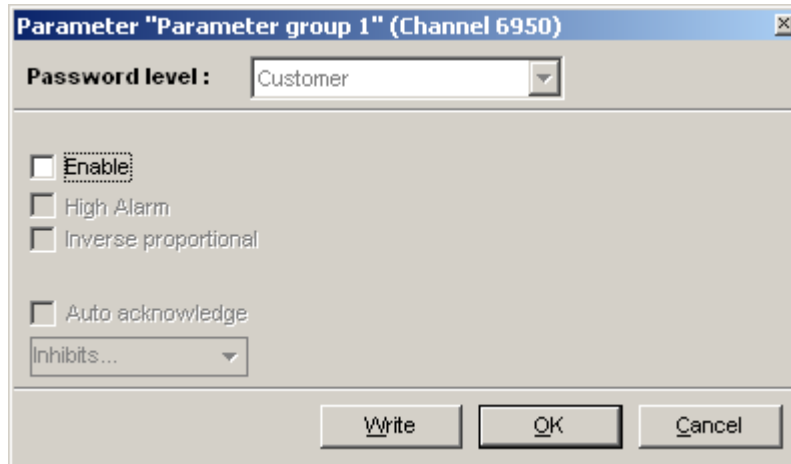 Parameter "Parameter group 1" (Channel 6950)
Password level : Customer
Enable
High Alarm
Inverse proportional
Auto acknowledge
Inhibits...
Write OK Cancel